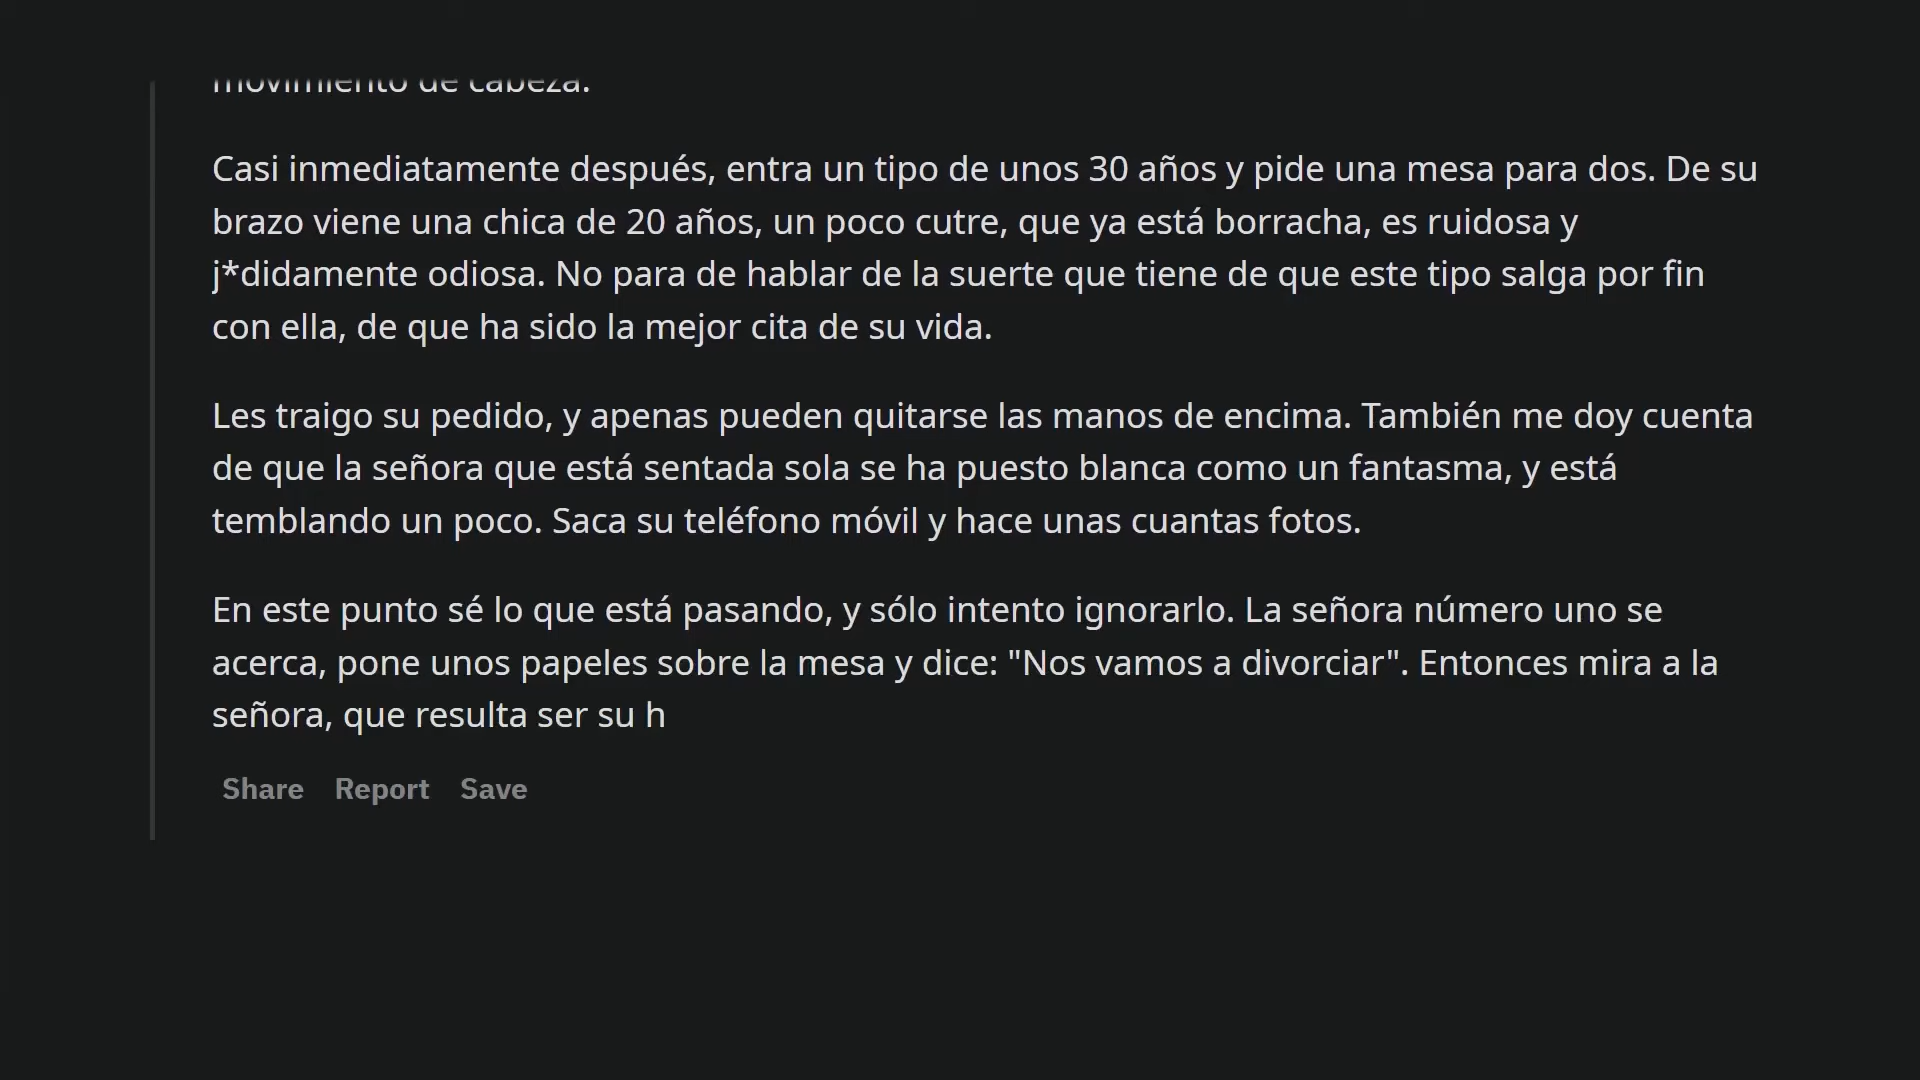 movimiento de cabeza.
Casi inmediatamente después, entra un tipo de unos 30 años y pide una mesa para dos. De su
brazo viene una chica de 20 años, un poco cutre, que ya está borracha, es ruidosa y
j*didamente odiosa. No para de hablar de la suerte que tiene de que este tipo salga por fin
con ella, de que ha sido la mejor cita de su vida.
Les traigo su pedido, y apenas pueden quitarse las manos de encima. También me doy cuenta
de que la señora que está sentada sola se ha puesto blanca como un fantasma, y está
temblando un poco. Saca su teléfono móvil y hace unas cuantas fotos.
En este punto sé lo que está pasando, y sólo intento ignorarlo. La señora número uno se
acerca, pone unos papeles sobre la mesa y dice: "Nos vamos a divorciar". Entonces mira a la
señora, que resulta ser su h
Share Report Save